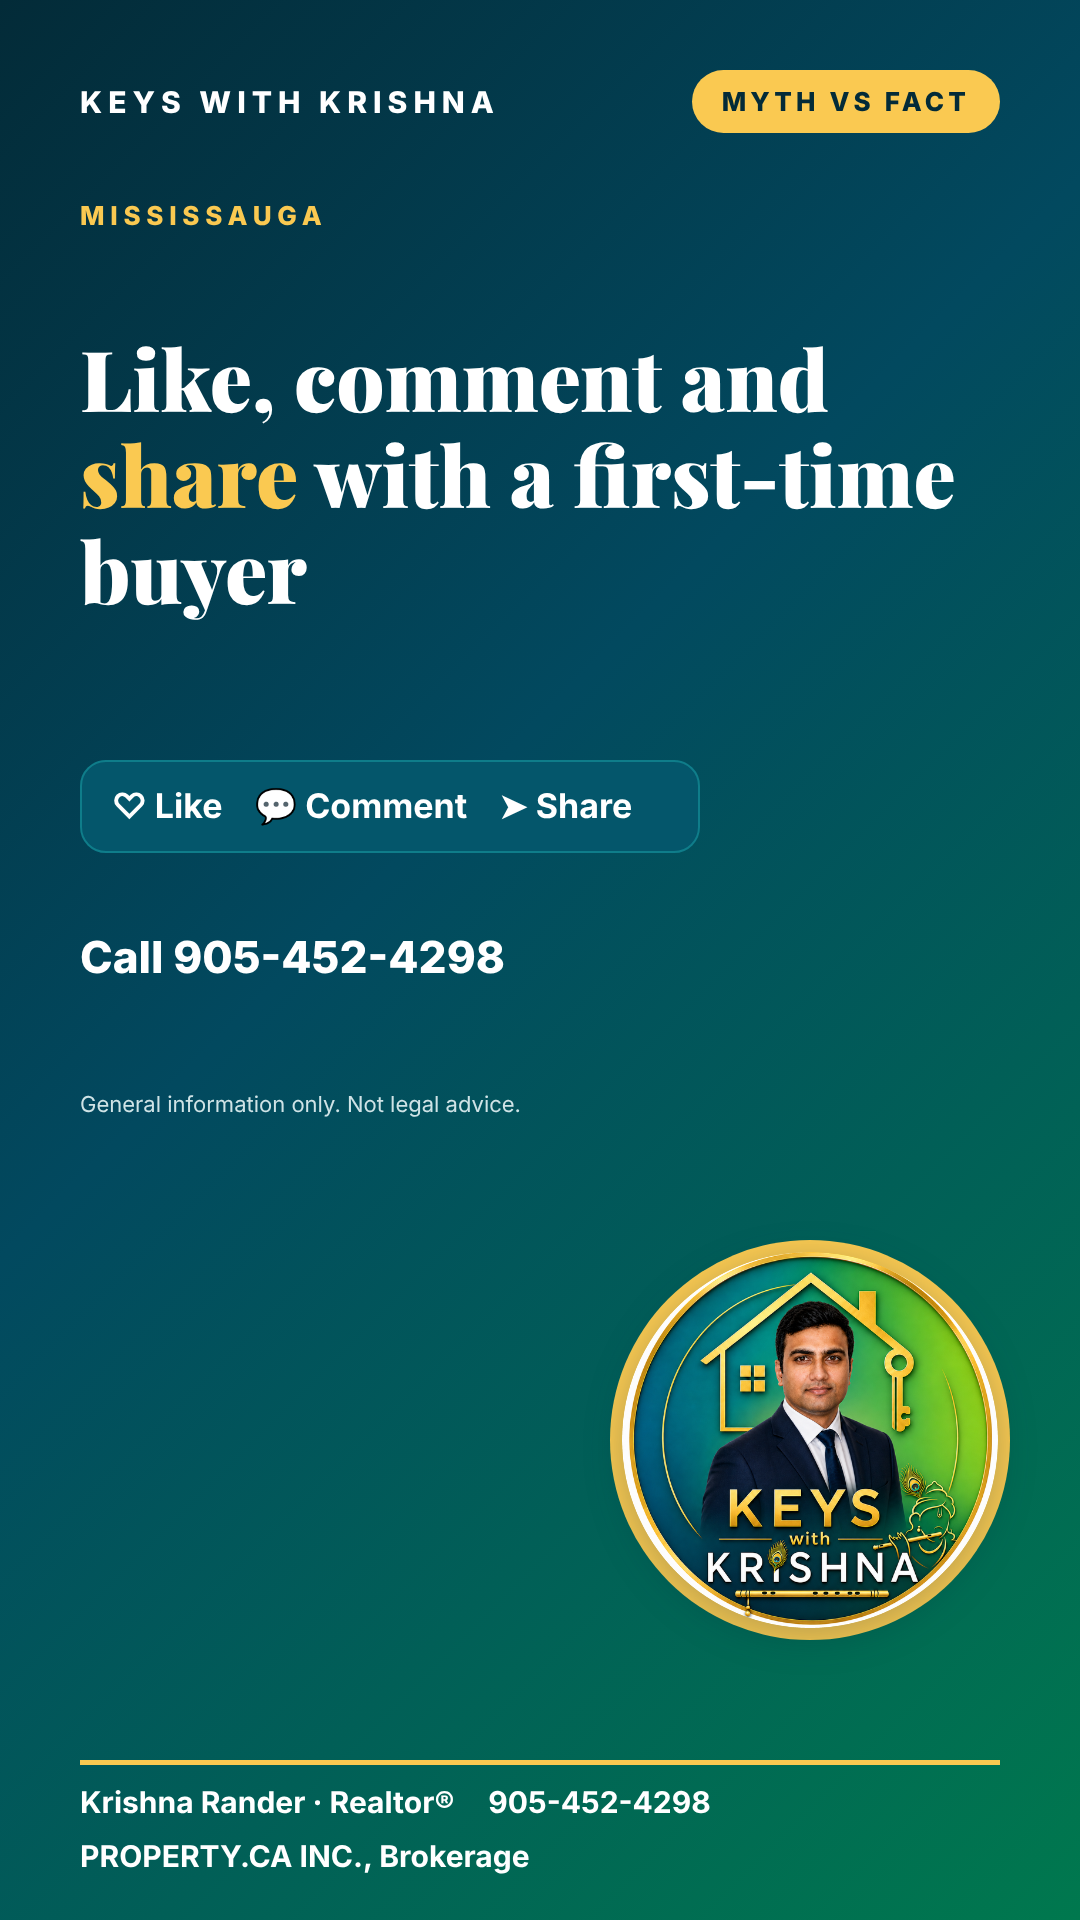 KEYS WITH KRISHNA
MYTH VS FACT
MISSISSAUGA
Like, comment and
share with a first-time
buyer
♡ Like 💬 Comment ➤ Share
Call 905-452-4298
General information only. Not legal advice.
KEYS
with
KRISHNA
Krishna Rander · Realtor® 905-452-4298
PROPERTY.CA INC., Brokerage